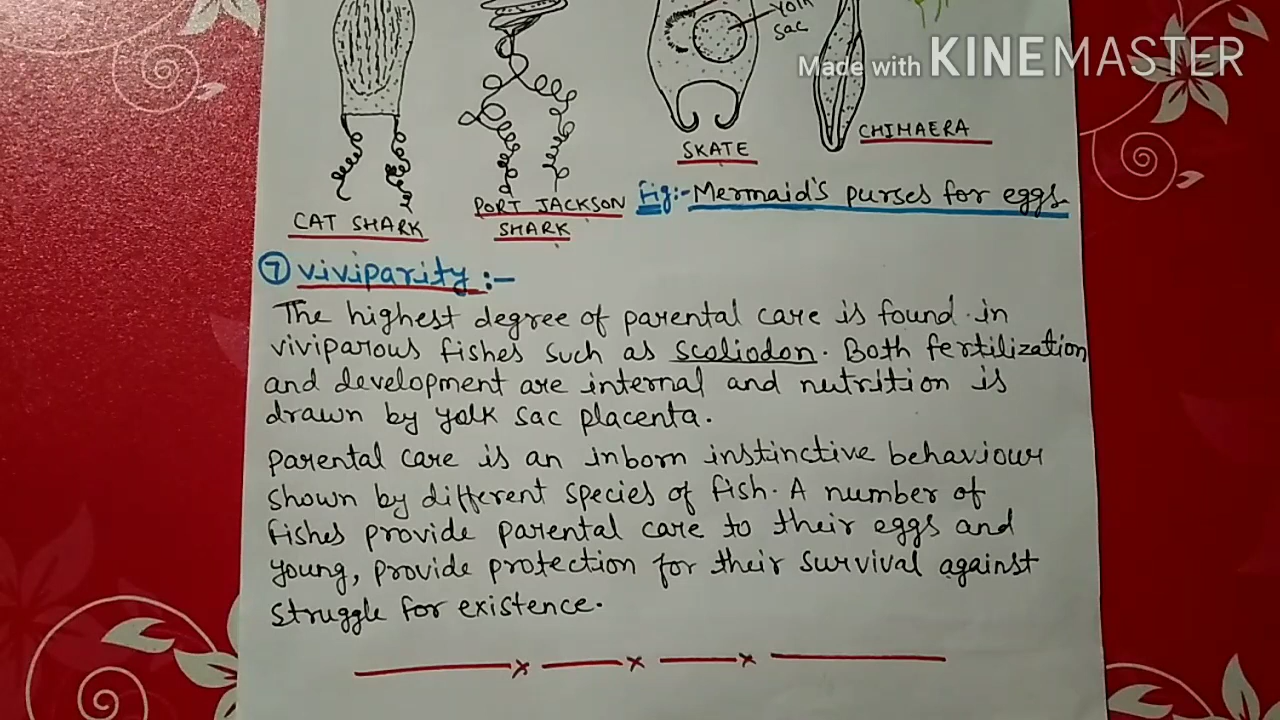 Yolk
sac
Made with KINEMASTER
CHIMAERA
SKATE
PORT JACKSON
SHARK
CAT SHARK
Fig:- Mermaid's purses for eggs
⑦ Viviparity :-
The highest degree of parental care is found in
viviparous fishes such as scoliodon. Both fertilization
and development are internal and nutrition is
drawn by yolk sac placenta.
Parental care is an inborn instinctive behaviour
shown by different species of fish. A number of
fishes provide parental care to their eggs and
young, provide protection for their survival against
struggle for existence.